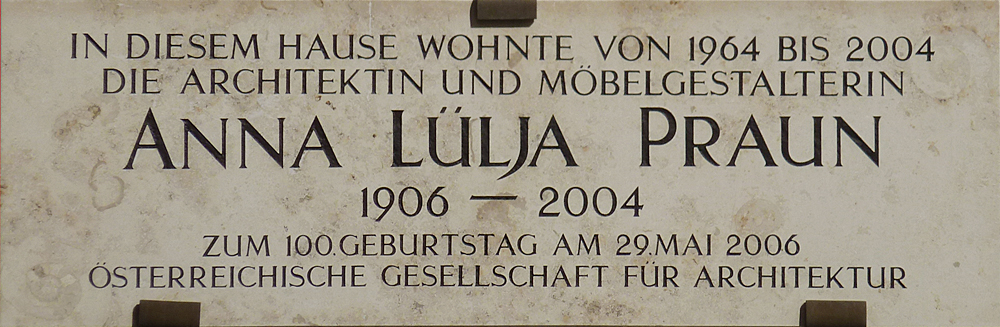 IN DIESEM HAUSE WOHNTE VON 1964 BIS 2004
DIE ARCHITEKTIN UND MÖBELGESTALTERIN
ANNA LÜLJA PRAUN
1906 — 2004
ZUM 100.GEBURTSTAG AM 29.MAI 2006
ÖSTERREICHISCHE GESELLSCHAFT FÜR ARCHITEKTUR